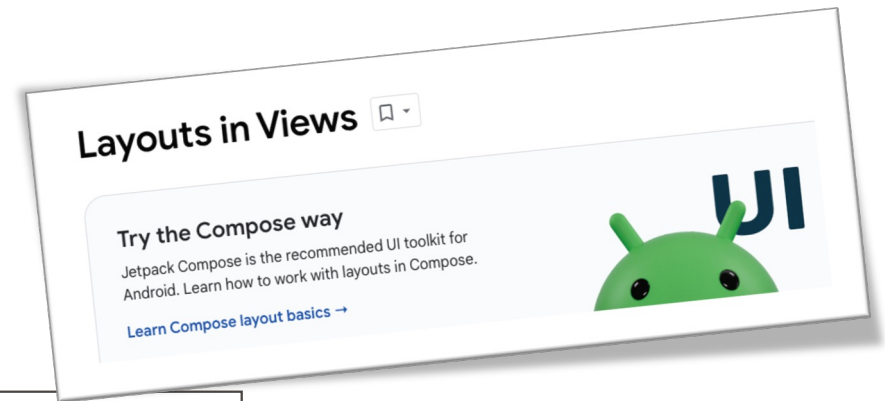 Layouts in Views
Try the Compose way
Jetpack Compose is the recommended UI toolkit for
Android. Learn how to work with layouts in Compose.
Learn Compose layout basics →
UI